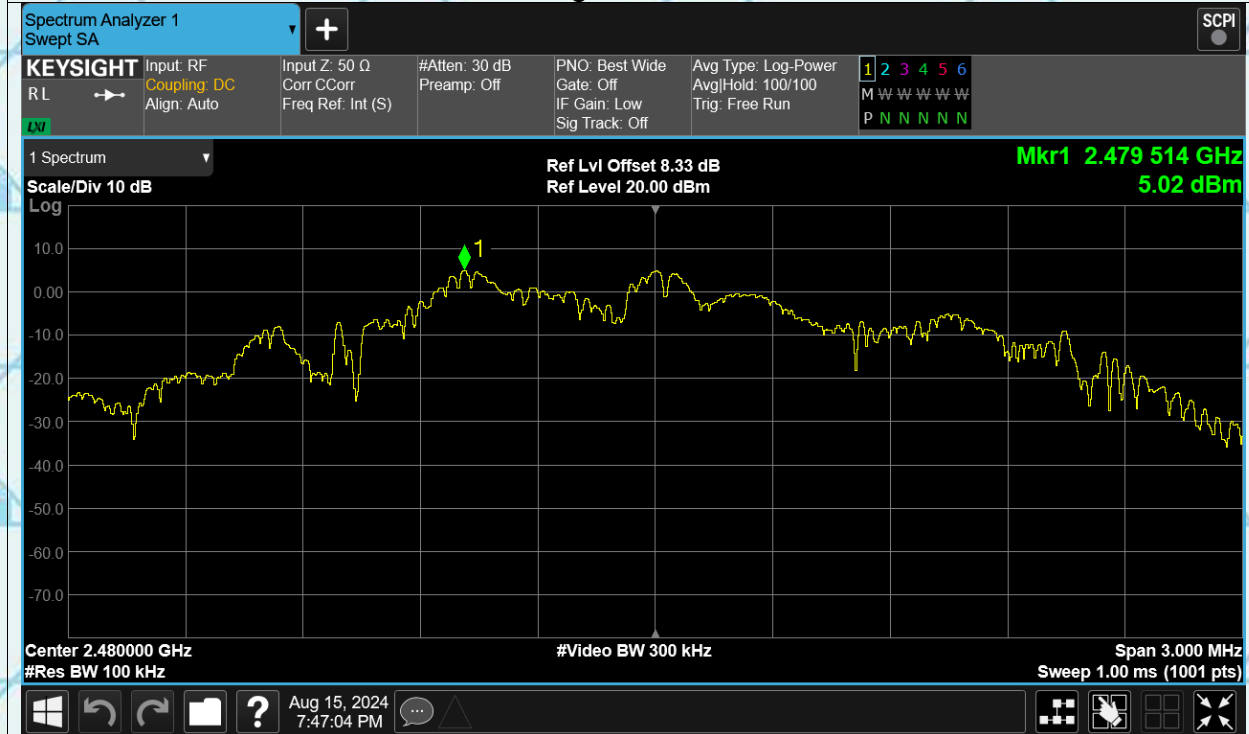 Spectrum Analyzer 1
Swept SA
SCPI
KEYSIGHT
R L
LXI
Input: RF
Coupling: DC
Align: Auto
Input Z: 50 Ω
Corr CCorr
Freq Ref: Int (S)
#Atten: 30 dB
Preamp: Off
PNO: Best Wide
Gate: Off
IF Gain: Low
Sig Track: Off
Avg Type: Log-Power
Avg|Hold: 100/100
Trig: Free Run
1 2 3 4 5 6
M W W W W W
P N N N N N
1 Spectrum
Scale/Div 10 dB
Log
Ref Lvl Offset 8.33 dB
Ref Level 20.00 dBm
Mkr1 2.479 514 GHz
5.02 dBm
1
10.0
0.00
-10.0
-20.0
-30.0
-40.0
-50.0
-60.0
-70.0
Center 2.480000 GHz
#Res BW 100 kHz
#Video BW 300 kHz
Span 3.000 MHz
Sweep 1.00 ms (1001 pts)
?
Aug 15, 2024
7:47:04 PM